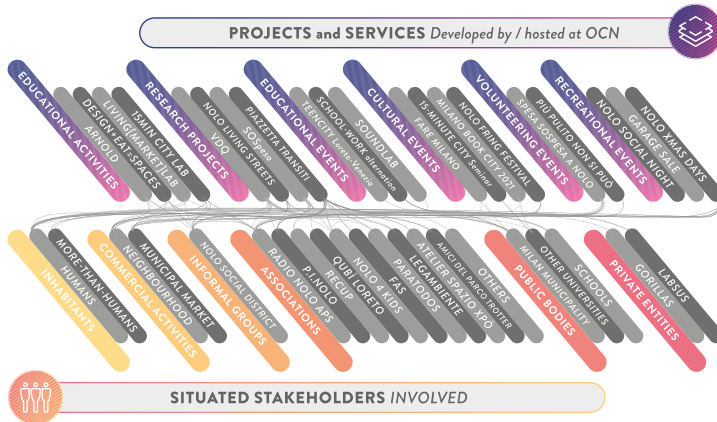 PROJECTS and SERVICES Developed by / hosted at OCN
EDUCATIONAL ACTIVITIES
ARNOLD
DESIGN+EAT=SPACES
LIVING(MARKET)LAB
15MIN CITY LAB
RESEARCH PROJECTS
VDQ
SOSpesa
NOLO LIVING STREETS
PIAZZETTA TRANSITI
EDUCATIONAL EVENTS
TEENCITY Loreto-Venezia
SCHOOL-WORK alternation
SOUNDLAB
CULTURAL EVENTS
FARE MILANO
MILANO BOOK CITY 2021
15-MINUTE CITY Seminar
NOLO FRING FESTIVAL
VOLUNTEERING EVENTS
SPESA SOSPESA A NOLO
PIÙ PULITO NON SI PUÒ
RECREATIONAL EVENTS
NOLO SOCIAL NIGHT
GARAGE SALE
NOLO XMAS DAYS
INHABITANTS
HUMANS
MORE-THAN-HUMANS
COMMERCIAL ACTIVITIES
NEIGHBOURHOOD
MUNICIPAL MARKET
INFORMAL GROUPS
NOLO SOCIAL DISTRICT
ASSOCIATIONS
RADIO NOLO APS
P.I.NOLO
RECUP
QUBÌ LORETO
NOLO 4 KIDS
FAS
PARATODOS
LEGAMBIENTE
ATELIER SPAZIO XPÒ
AMICI DEL PARCO TROTTER
OTHERS
PUBLIC BODIES
MILAN MUNICIPALITY
OTHER UNIVERSITIES
SCHOOLS
PRIVATE ENTITIES
GORILLAS
LABSUS
SITUATED STAKEHOLDERS INVOLVED